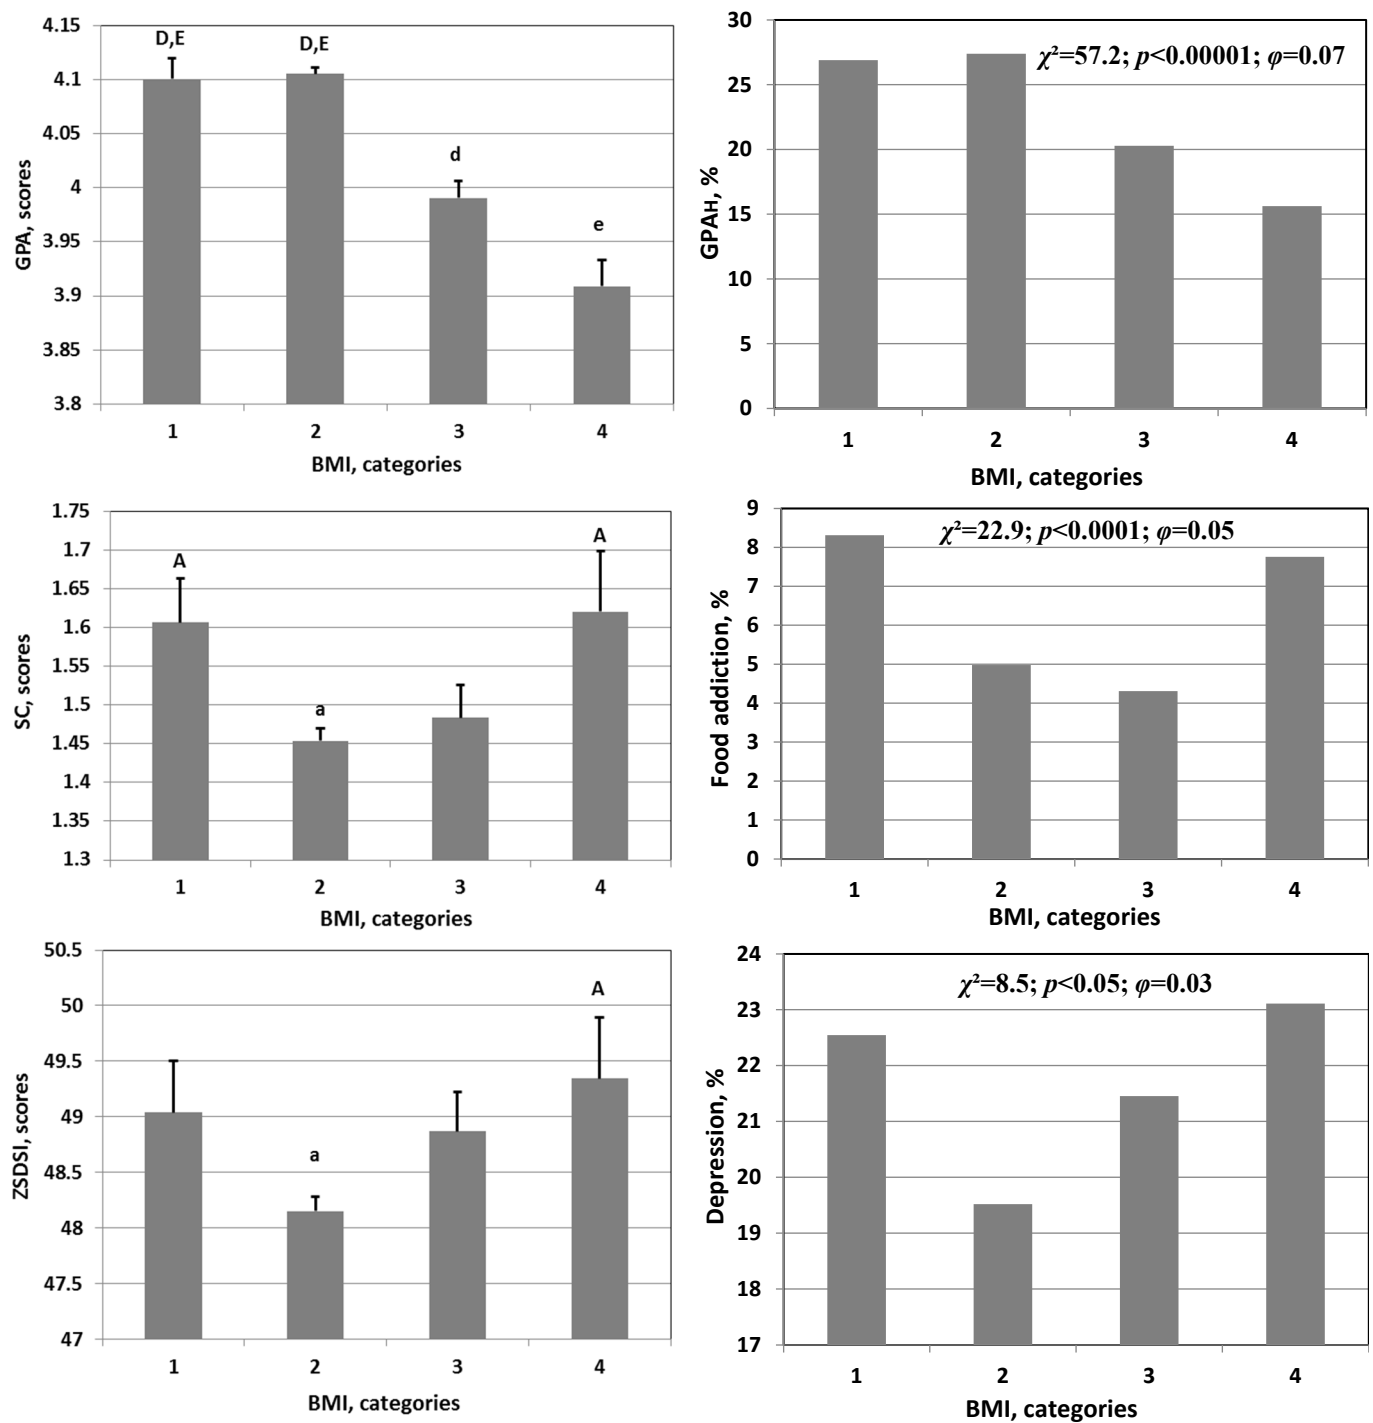 4.15
4.1
4.05
4
3.95
3.9
3.85
3.8
GPA, scores
D,E
D,E
d
e
1 2 3 4
BMI, categories
30
25
20
15
10
5
0
GPAH, %
χ²=57.2; p<0.00001; φ=0.07
1 2 3 4
BMI, categories
1.75
1.7
1.65
1.6
1.55
1.5
1.45
1.4
1.35
1.3
SC, scores
A
a
A
1 2 3 4
BMI, categories
9
8
7
6
5
4
3
2
1
0
Food addiction, %
χ²=22.9; p<0.0001; φ=0.05
1 2 3 4
BMI, categories
50.5
50
49.5
49
48.5
48
47.5
47
ZSDSI, scores
a
A
1 2 3 4
BMI, categories
24
23
22
21
20
19
18
17
Depression, %
χ²=8.5; p<0.05; φ=0.03
1 2 3 4
BMI, categories